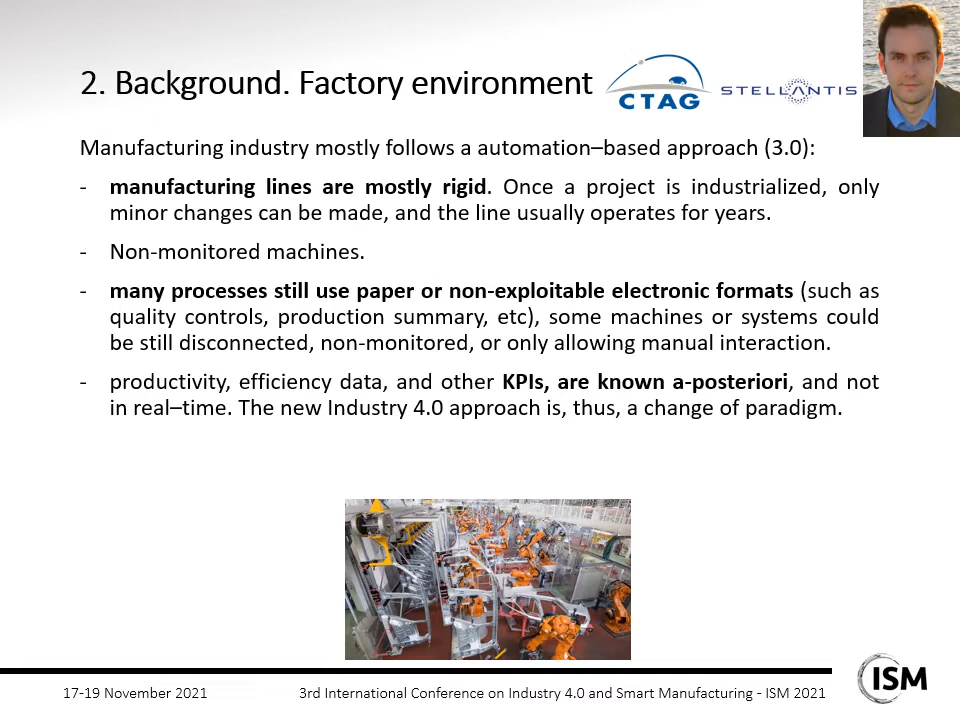 2. Background. Factory environment
CTAG
STELLANTIS
Manufacturing industry mostly follows a automation–based approach (3.0):
- manufacturing lines are mostly rigid. Once a project is industrialized, only
minor changes can be made, and the line usually operates for years.
- Non-monitored machines.
- many processes still use paper or non-exploitable electronic formats (such as
quality controls, production summary, etc), some machines or systems could
be still disconnected, non-monitored, or only allowing manual interaction.
- productivity, efficiency data, and other KPIs, are known a-posteriori, and not
in real–time. The new Industry 4.0 approach is, thus, a change of paradigm.
17-19 November 2021
3rd International Conference on Industry 4.0 and Smart Manufacturing - ISM 2021
ISM